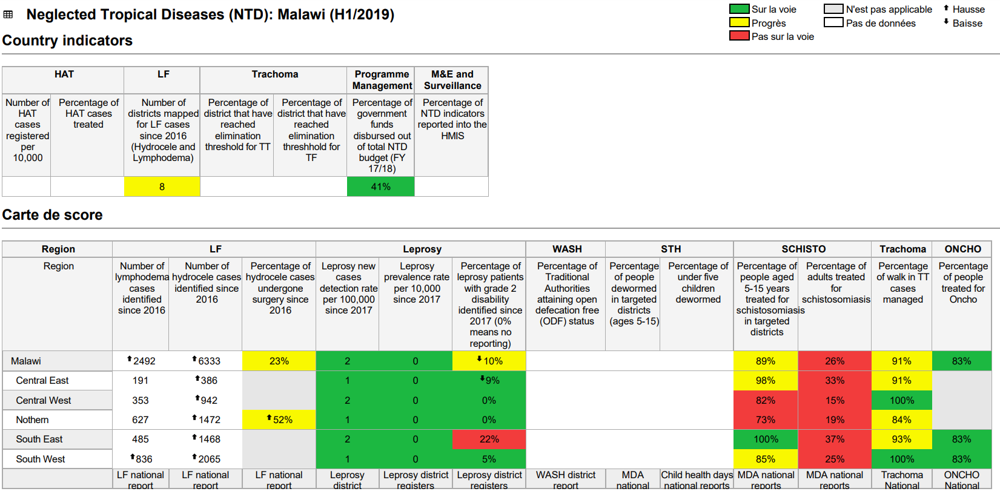 Neglected Tropical Diseases (NTD): Malawi (H1/2019)
Sur la voie
Progrès
Pas sur la voie
N'est pas applicable
Pas de données
Hausse
Baisse
Country indicators
HAT
LF
Trachoma
Programme
Management
M&E and
Surveillance
Number of
HAT
cases
registered
per
10,000
Percentage of
HAT cases
treated
Number of
districts mapped
for LF cases
since 2016
(Hydrocele and
Lymphodema)
Percentage of
district that have
reached
elimination
threshold for TT
Percentage of
district that have
reached
elimination
threshhold for
TF
Percentage of
government
funds
disbursed out
of total NTD
budget (FY
17/18)
Percentage of
NTD indicators
reported into the
HMIS
8
41%
Carte de score
Region
LF
Leprosy
WASH
STH
SCHISTO
Trachoma
ONCHO
Region
Number of
lymphodema
cases
identified
since 2016
Number of
hydrocele cases
identified since
2016
Percentage of
hydrocele cases
undergone
surgery since
2016
Leprosy new
cases
detection rate
per 100,000
since 2017
Leprosy
prevalence rate
per 10,000
since 2017
Percentage of
leprosy patients
with grade 2
disability
identified since
2017 (0%
means no
reporting)
Percentage of
Traditional
Authorities
attaining open
defecation free
(ODF) status
Percentage
of people
dewormed
in targeted
districts
(ages 5-15)
Percentage of
under five
children
dewormed
Percentage of
people aged
5-15 years
treated for
schistosomiasis
in targeted
districts
Percentage of
adults treated
for
schistosomiasis
Percentage
of walk in TT
cases
managed
Percentage
of people
treated for
Oncho
Malawi 2492 6333 23% 2 0 10% 89% 26% 91% 83%
Central East 191 386 1 0 9% 98% 33% 91%
Central West 353 942 2 0 0% 82% 15% 100%
Nothern 627 1472 52% 1 0 0% 73% 19% 84%
South East 485 1468 2 0 22% 100% 37% 93% 83%
South West 836 2065 1 0 5% 85% 25% 100% 83%
LF national
report
LF national
report
LF national
report
Leprosy
district
Leprosy district
registers
Leprosy district
registers
WASH district
report
MDA
national
Child health days
national reports
MDA national
reports
MDA national
reports
Trachoma
National
ONCHO
National